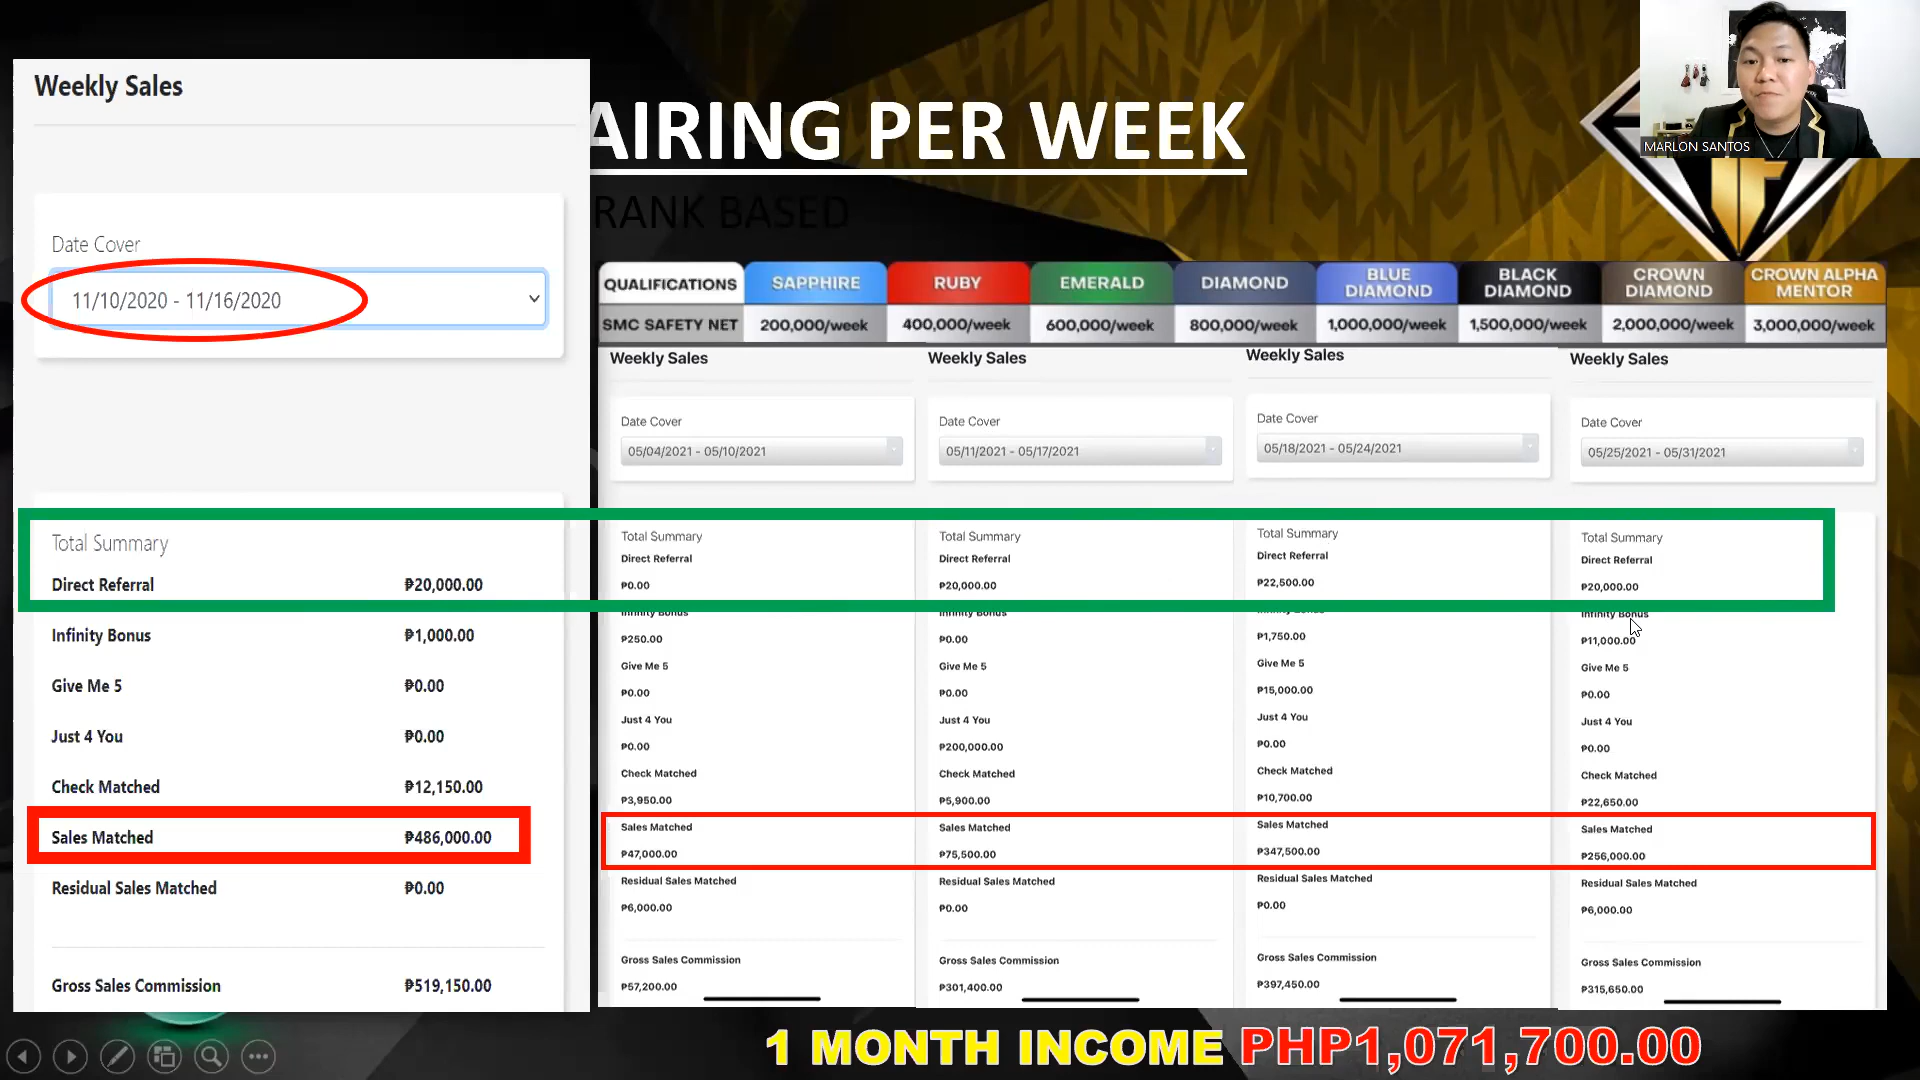 Weekly Sales
Date Cover
11/10/2020 - 11/16/2020
Total Summary
Direct Referral ₱20,000.00
Infinity Bonus ₱1,000.00
Give Me 5 ₱0.00
Just 4 You ₱0.00
Check Matched ₱12,150.00
Sales Matched ₱486,000.00
Residual Sales Matched ₱0.00
Gross Sales Commission ₱519,150.00
AIRING PER WEEK
RANK BASED
MARLON SANTOS
QUALIFICATIONS SAPPHIRE RUBY EMERALD DIAMOND BLUE DIAMOND BLACK DIAMOND CROWN DIAMOND CROWN ALPHA MENTOR
SMC SAFETY NET 200,000/week 400,000/week 600,000/week 800,000/week 1,000,000/week 1,500,000/week 2,000,000/week 3,000,000/week
Weekly Sales
Date Cover
05/04/2021 - 05/10/2021
Total Summary
Direct Referral
₱0.00
Infinity Bonus
₱250.00
Give Me 5
₱0.00
Just 4 You
₱0.00
Check Matched
₱3,950.00
Sales Matched
₱47,000.00
Residual Sales Matched
₱6,000.00
Gross Sales Commission
₱57,200.00
Weekly Sales
Date Cover
05/11/2021 - 05/17/2021
Total Summary
Direct Referral
₱20,000.00
Infinity Bonus
₱0.00
Give Me 5
₱0.00
Just 4 You
₱200,000.00
Check Matched
₱5,900.00
Sales Matched
₱75,500.00
Residual Sales Matched
₱0.00
Gross Sales Commission
₱301,400.00
Weekly Sales
Date Cover
05/18/2021 - 05/24/2021
Total Summary
Direct Referral
₱22,500.00
₱1,750.00
Give Me 5
₱15,000.00
Just 4 You
₱0.00
Check Matched
₱10,700.00
Sales Matched
₱347,500.00
Residual Sales Matched
₱0.00
Gross Sales Commission
₱397,450.00
Weekly Sales
Date Cover
05/25/2021 - 05/31/2021
Total Summary
Direct Referral
₱20,000.00
Infinity Bonus
₱11,000.00
Give Me 5
₱0.00
Just 4 You
₱0.00
Check Matched
₱22,650.00
Sales Matched
₱256,000.00
Residual Sales Matched
₱6,000.00
Gross Sales Commission
₱315,650.00
1 MONTH INCOME PHP1,071,700.00